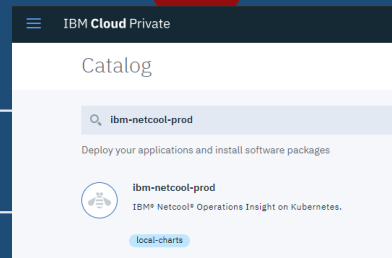 IBM Cloud Private
Catalog
ibm-netcool-prod
Deploy your applications and install software packages
ibm-netcool-prod
IBM® Netcool® Operations Insight on Kubernetes.
local-charts